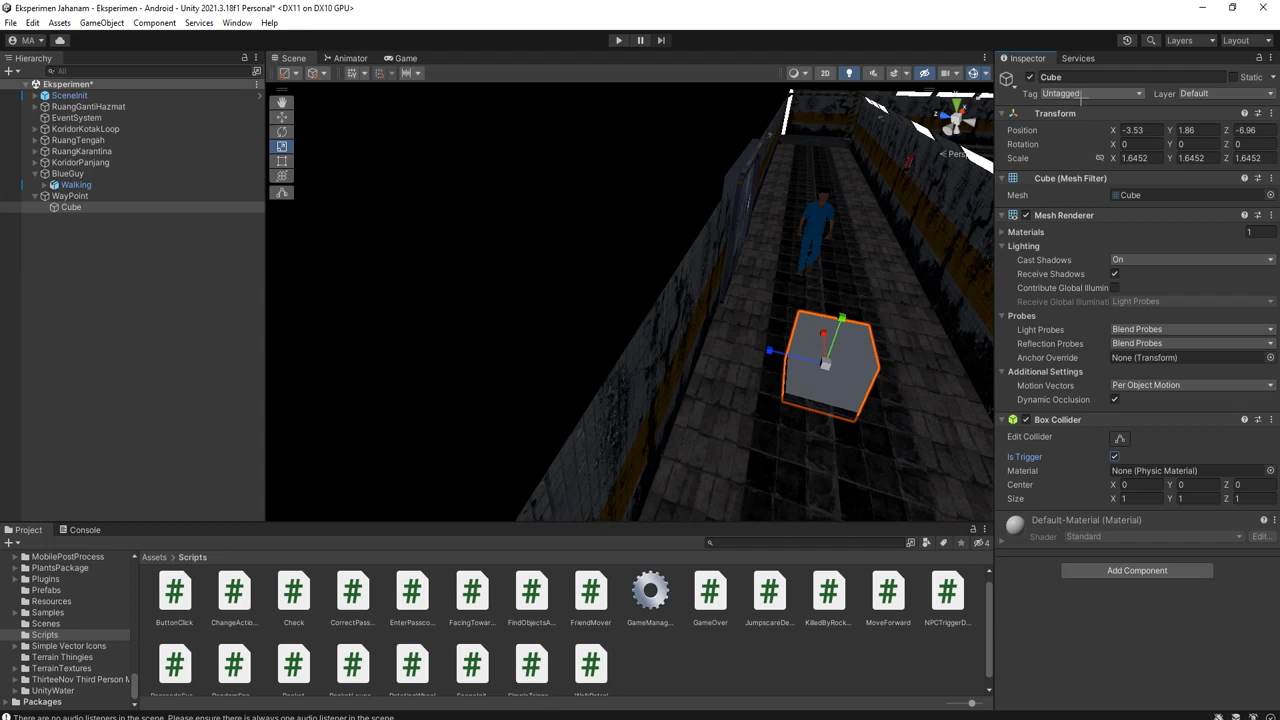 Eksperimen Jahanam - Eksperimen - Android - Unity 2021.3.18f1 Personal* <DX11 on DX10 GPU>
File Edit Assets GameObject Component Services Window Help
MA Layers Layout
Hierarchy
All
Eksperimen*
SceneInit
RuangGantiHazmat
EventSystem
KoridorKotakLoop
RuangTengah
RuangKarantina
KoridorPanjang
BlueGuy
Walking
WayPoint
Cube
Scene Animator Game
2D
y
z
Persp
Inspector Services
Cube Static
Tag Untagged Layer Default
Transform
Position X -3.53 Y 1.86 Z -6.96
Rotation X 0 Y 0 Z 0
Scale X 1.6452 Y 1.6452 Z 1.6452
Cube (Mesh Filter)
Mesh Cube
Mesh Renderer
Materials 1
Lighting
Cast Shadows On
Receive Shadows
Contribute Global Illumin
Receive Global Illuminati Light Probes
Probes
Light Probes Blend Probes
Reflection Probes Blend Probes
Anchor Override None (Transform)
Additional Settings
Motion Vectors Per Object Motion
Dynamic Occlusion
Box Collider
Edit Collider
Is Trigger
Material None (Physic Material)
Center X 0 Y 0 Z 0
Size X 1 Y 1 Z 1
Default-Material (Material)
Shader Standard Edit...
Add Component
Project Console
4
MobilePostProcess
PlantsPackage
Plugins
Prefabs
Resources
Samples
Scenes
Scripts
Simple Vector Icons
Terrain Thingies
TerrainTextures
ThirteeNov Third Person M
UnityWater
Packages
Assets > Scripts
ButtonClick ChangeActio... Check CorrectPass... EnterPassco... FacingTowar... FindObjectsA... FriendMover GameManag... GameOver JumpscareDe... KilledByRock... MoveForward NPCTriggerD...
There are no audio listeners in the scene. Please ensure there is always one audio listener in the scene